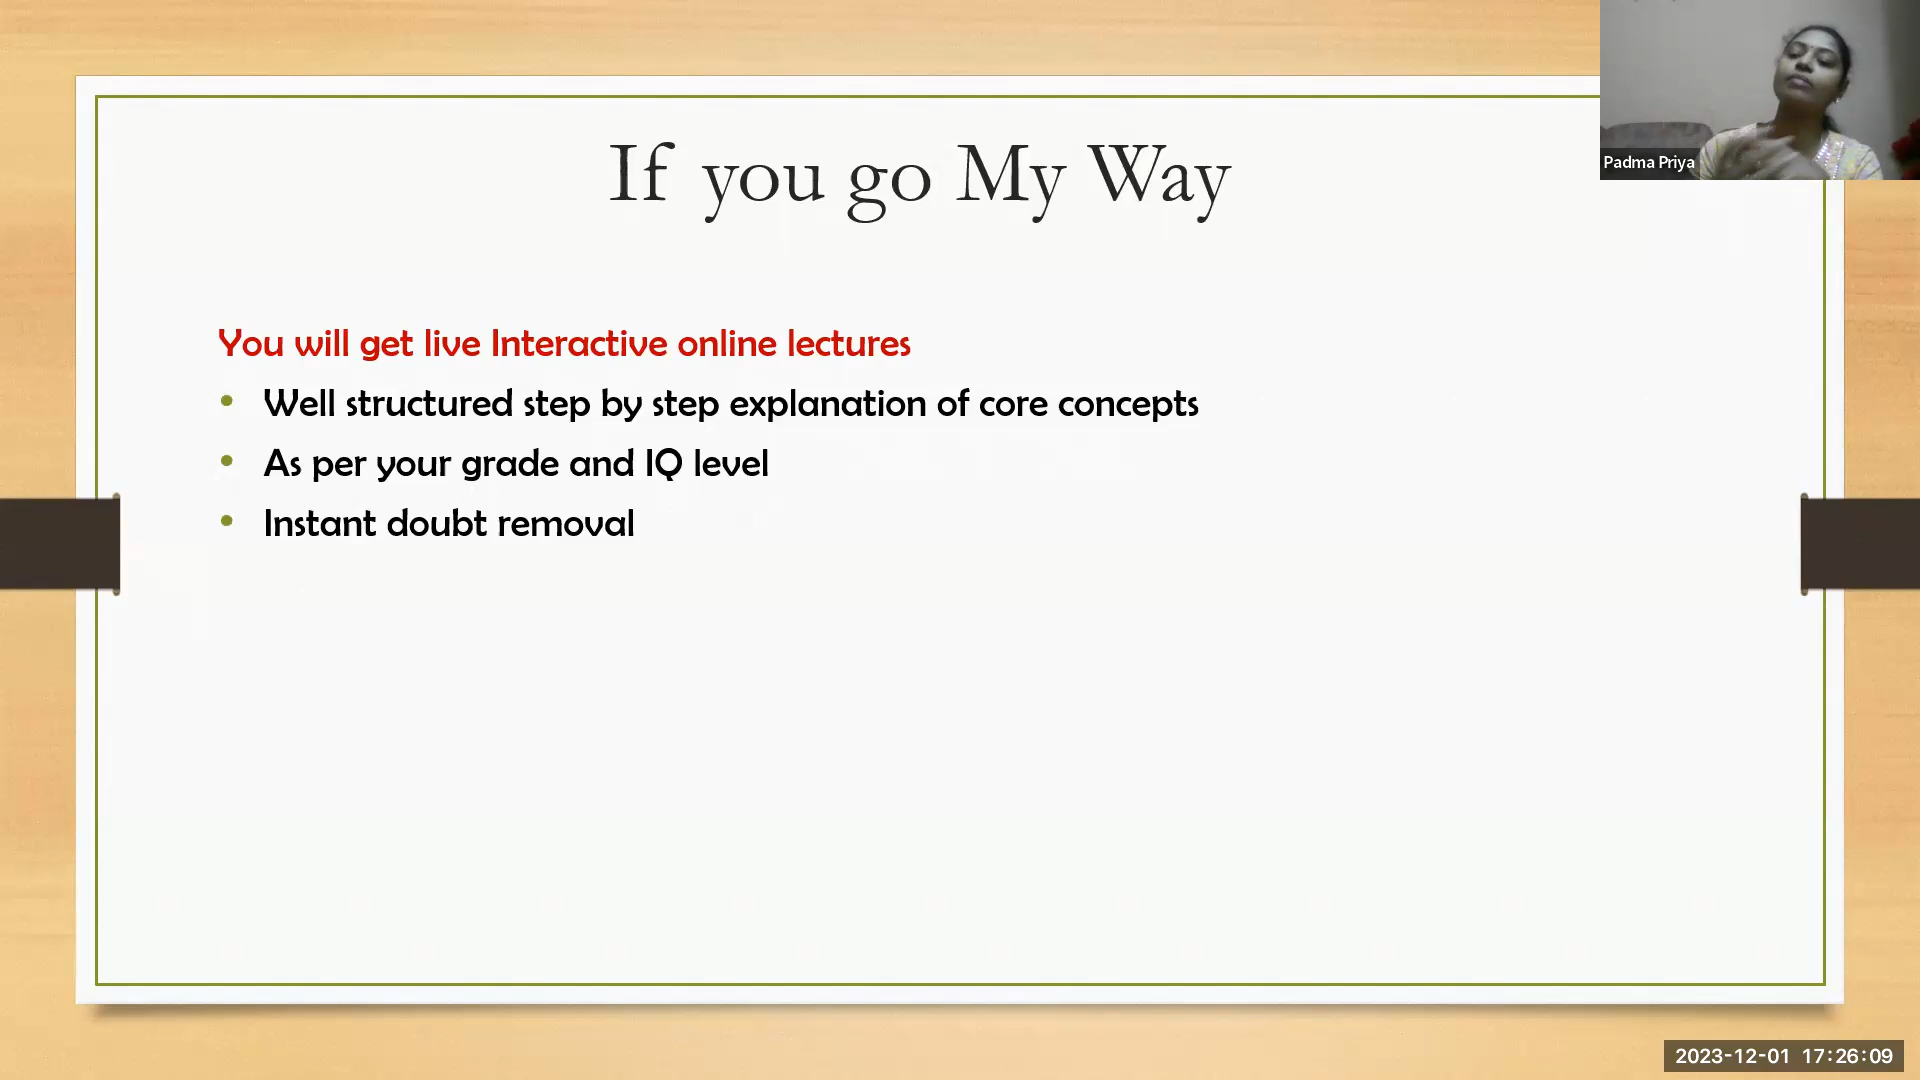 If you go My Way
Padma Priya
You will get live Interactive online lectures
• Well structured step by step explanation of core concepts
• As per your grade and IQ level
• Instant doubt removal
2023-12-01 17:26:09